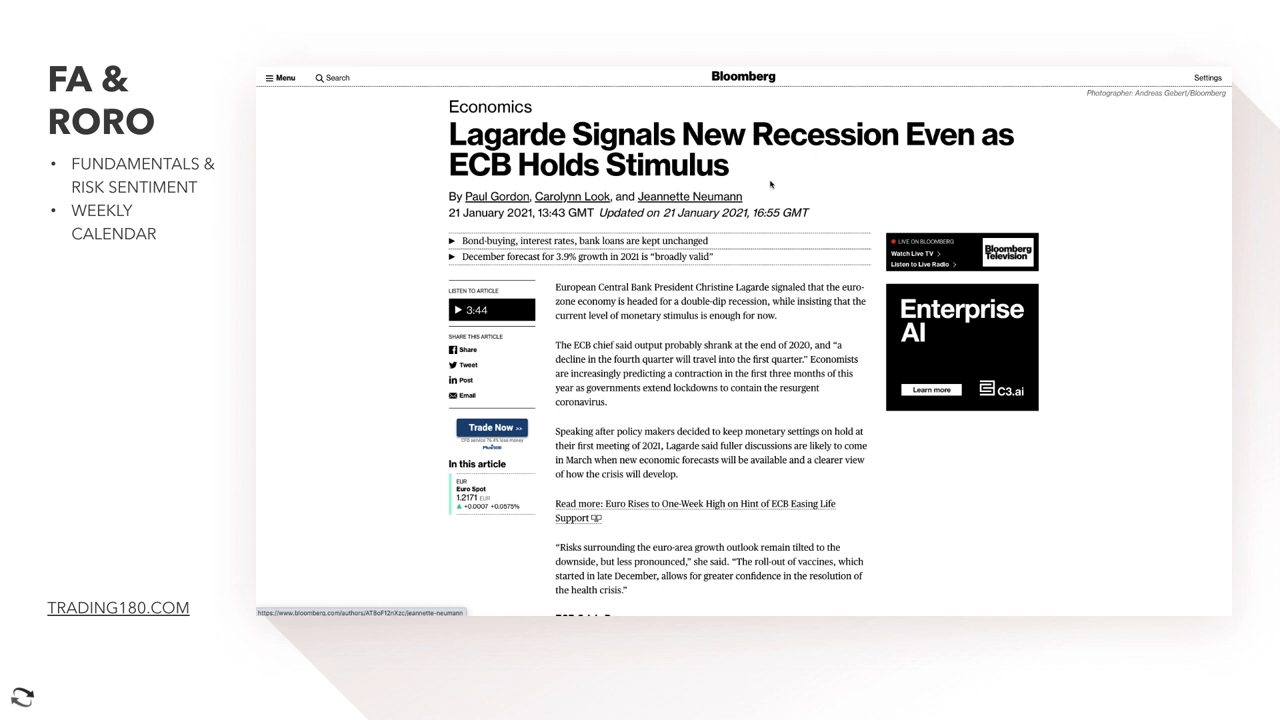 FA &
RORO
• FUNDAMENTALS &
RISK SENTIMENT
• WEEKLY
CALENDAR
TRADING180.COM
Menu
Search
Bloomberg
Settings
Photographer: Andreas Gebert/Bloomberg
Economics
Lagarde Signals New Recession Even as
ECB Holds Stimulus
By Paul Gordon, Carolynn Look, and Jeannette Neumann
21 January 2021, 13:43 GMT Updated on 21 January 2021, 16:55 GMT
Bond-buying, interest rates, bank loans are kept unchanged
December forecast for 3.9% growth in 2021 is “broadly valid”
LISTEN TO ARTICLE
3:44
SHARE THIS ARTICLE
Share
Tweet
Post
Email
Trade Now >>
CFD service 76.4% lose money
Plus500
In this article
EUR
Euro Spot
1.2171 EUR
+0.0007 +0.0575%
European Central Bank President Christine Lagarde signaled that the euro-
zone economy is headed for a double-dip recession, while insisting that the
current level of monetary stimulus is enough for now.
The ECB chief said output probably shrank at the end of 2020, and “a
decline in the fourth quarter will travel into the first quarter.” Economists
are increasingly predicting a contraction in the first three months of this
year as governments extend lockdowns to contain the resurgent
coronavirus.
Speaking after policy makers decided to keep monetary settings on hold at
their first meeting of 2021, Lagarde said fuller discussions are likely to come
in March when new economic forecasts will be available and a clearer view
of how the crisis will develop.
Read more: Euro Rises to One-Week High on Hint of ECB Easing Life
Support
“Risks surrounding the euro-area growth outlook remain tilted to the
downside, but less pronounced,” she said. “The roll-out of vaccines, which
started in late December, allows for greater confidence in the resolution of
the health crisis.”
LIVE ON BLOOMBERG
Watch Live TV >
Listen to Live Radio >
Bloomberg
Television
Enterprise
AI
Learn more
C3.ai